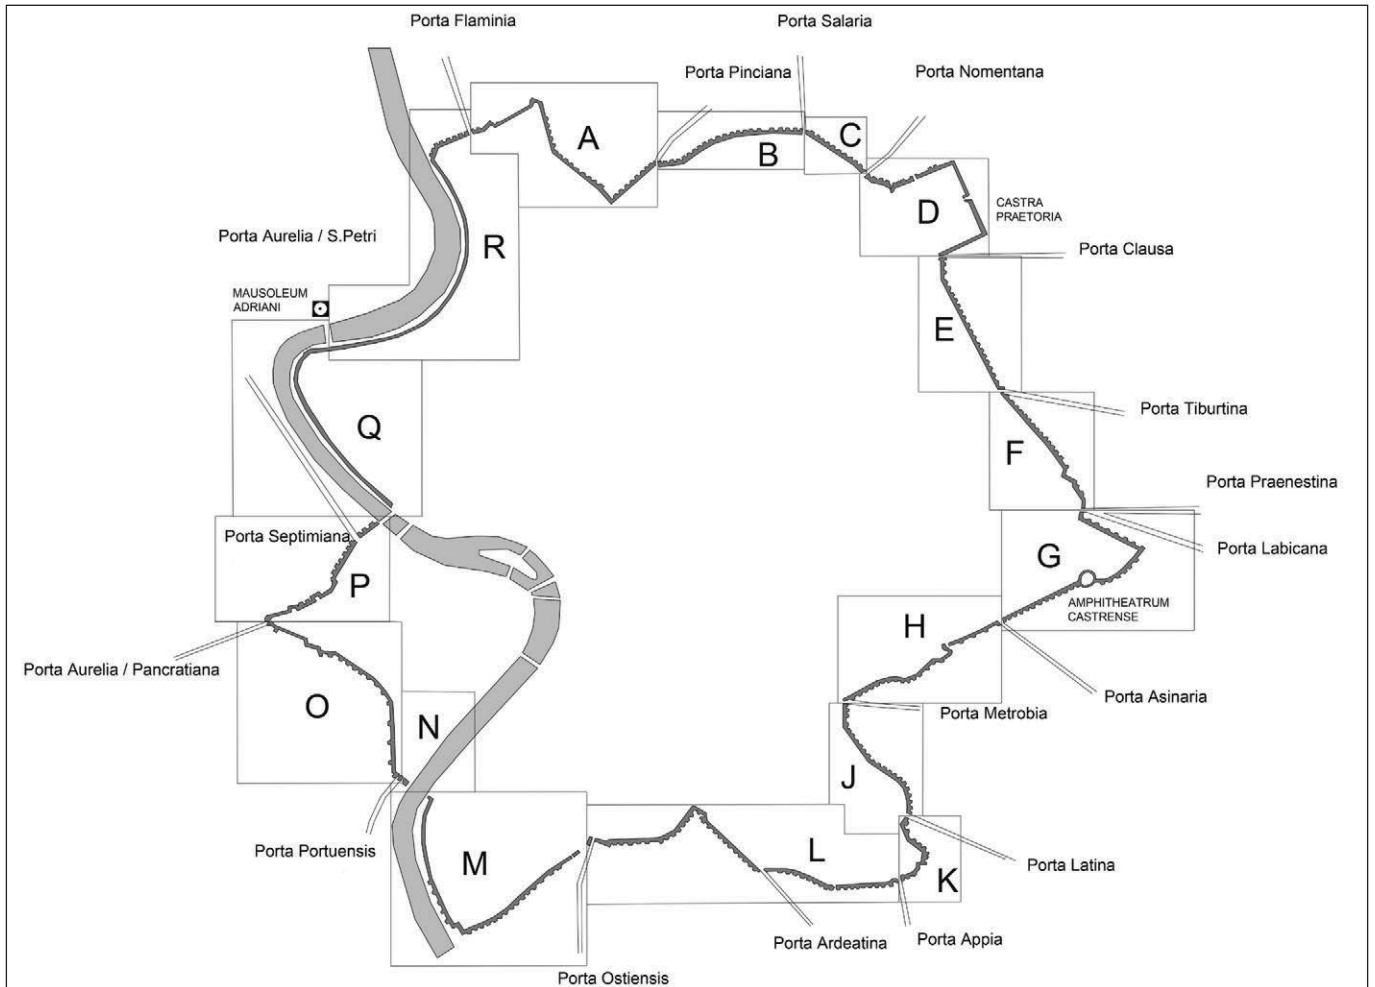 Porta Flaminia
Porta Salaria
Porta Pinciana
Porta Nomentana
A
B
C
D
CASTRA
PRAETORIA
R
Porta Aurelia / S.Petri
Porta Clausa
MAUSOLEUM
ADRIANI
E
Porta Tiburtina
Q
F
Porta Praenestina
Porta Septimiana
Porta Labicana
G
P
AMPHITHEATRUM
CASTRENSE
H
Porta Aurelia / Pancratiana
Porta Asinaria
O
N
Porta Metrobia
J
Porta Portuensis
M
L
Porta Latina
K
Porta Ardeatina
Porta Appia
Porta Ostiensis